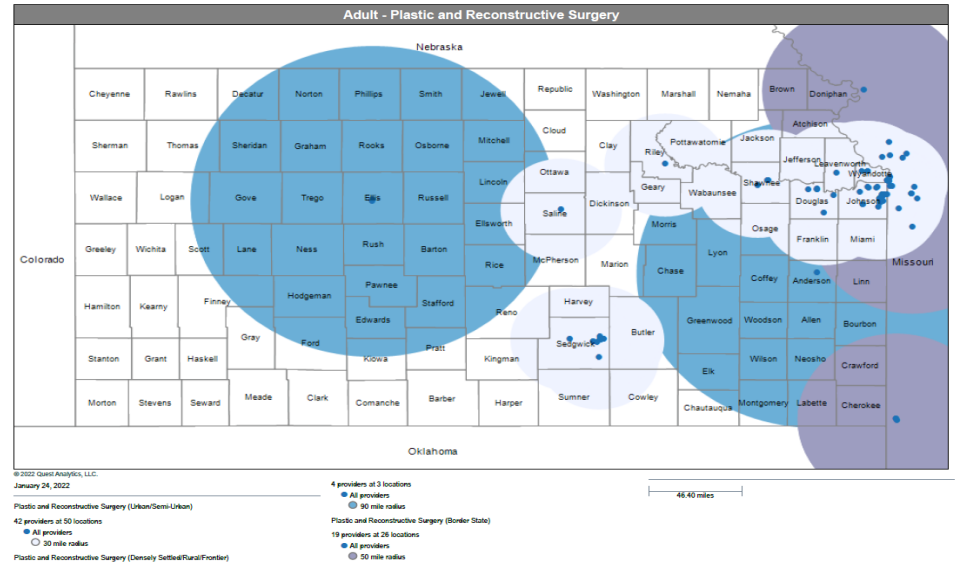 Adult - Plastic and Reconstructive Surgery
Nebraska
Cheyenne Rawlins Decatur Norton Phillips Smith Jewell Republic Washington Marshall Nemaha Brown Doniphan
Atchison
Cloud
Sherman Thomas Sheridan Graham Rooks Osborne Mitchell Clay Riley Pottawatomie Jackson Jefferson Leavenworth
Ottawa Wyandotte
Lincoln Geary Shawnee
Wallace Logan Gove Trego Ellis Russell Saline Dickinson Wabaunsee Douglas Johnson
Ellsworth Morris Osage
Greeley Wichita Scott Lane Ness Rush Barton McPherson Marion Lyon Franklin Miami
Colorado Rice Chase Missouri
Pawnee Coffey Anderson Linn
Hamilton Kearny Finney Hodgeman Stafford Reno Harvey
Edwards Greenwood Woodson Allen Bourbon
Gray Ford Sedgwick Butler
Stanton Grant Haskell Kiowa Pratt Kingman Elk Wilson Neosho Crawford
Morton Stevens Seward Meade Clark Comanche Barber Harper Sumner Cowley Chautauqua Montgomery Labette Cherokee
Oklahoma
© 2022 Quest Analytics, LLC.
January 24, 2022
Plastic and Reconstructive Surgery (Urban/Semi-Urban)
42 providers at 50 locations
All providers
30 mile radius
Plastic and Reconstructive Surgery (Densely Settled/Rural/Frontier)
4 providers at 3 locations
All providers
90 mile radius
Plastic and Reconstructive Surgery (Border State)
19 providers at 26 locations
All providers
50 mile radius
46.40 miles